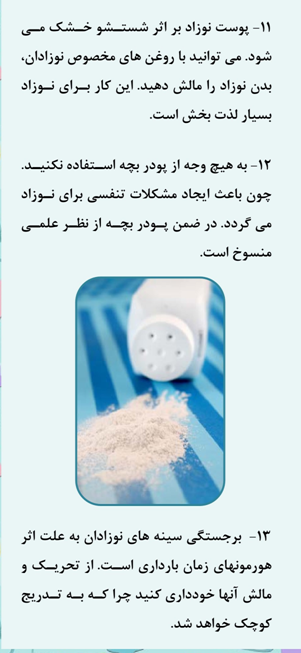 ۱۱- پوست نوزاد بر اثر شستشو خشک می
شود. می توانید با روغن های مخصوص نوزادان،
بدن نوزاد را مالش دهید. این کار برای نوزاد
بسیار لذت بخش است.
۱۲- به هیچ وجه از پودر بچه استفاده نکنید.
چون باعث ایجاد مشکلات تنفسی برای نوزاد
می گردد. در ضمن پودر بچه از نظر علمی
منسوخ است.
۱۳- برجستگی سینه های نوزادان به علت اثر
هورمونهای زمان بارداری است. از تحریک و
مالش آنها خودداری کنید چرا که به تدریج
کوچک خواهد شد.